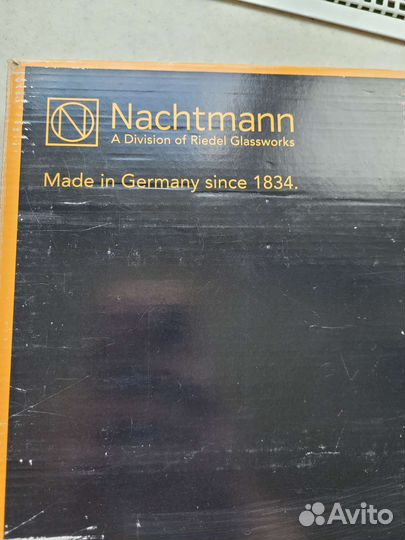 Nachtmann
A Division of Riedel Glassworks
Made in Germany since 1834.
Avito